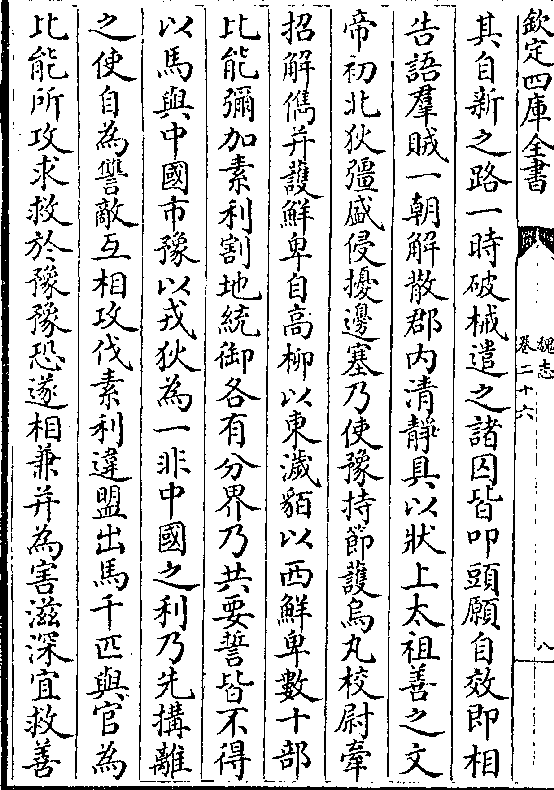 欽定四庫全書
魏志
卷二十六
八
其自新之路一時破械遣之諸囚皆叩頭願自效即相
告語羣賊一朝解散郡内清靜具以狀上太祖善之文
帝初北狄彊盛侵擾邊塞乃使豫持節護烏丸校尉牽
招解儁并護鮮卑自高柳以東濊貊以西鮮卑數十部
比能彌加素利割地統御各有分界乃共要誓皆不得
以馬與中國市豫以戎狄為一非中國之利乃先搆離
之使自為讐敵互相攻伐素利違盟出馬千匹與官為
比能所攻求救於豫豫恐遂相兼并為害滋深宜救善